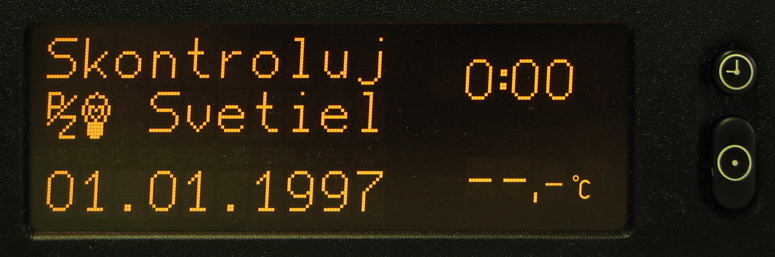 Skontroluj
P/Z Svetiel
01.01.1997
0:00
--,-°C